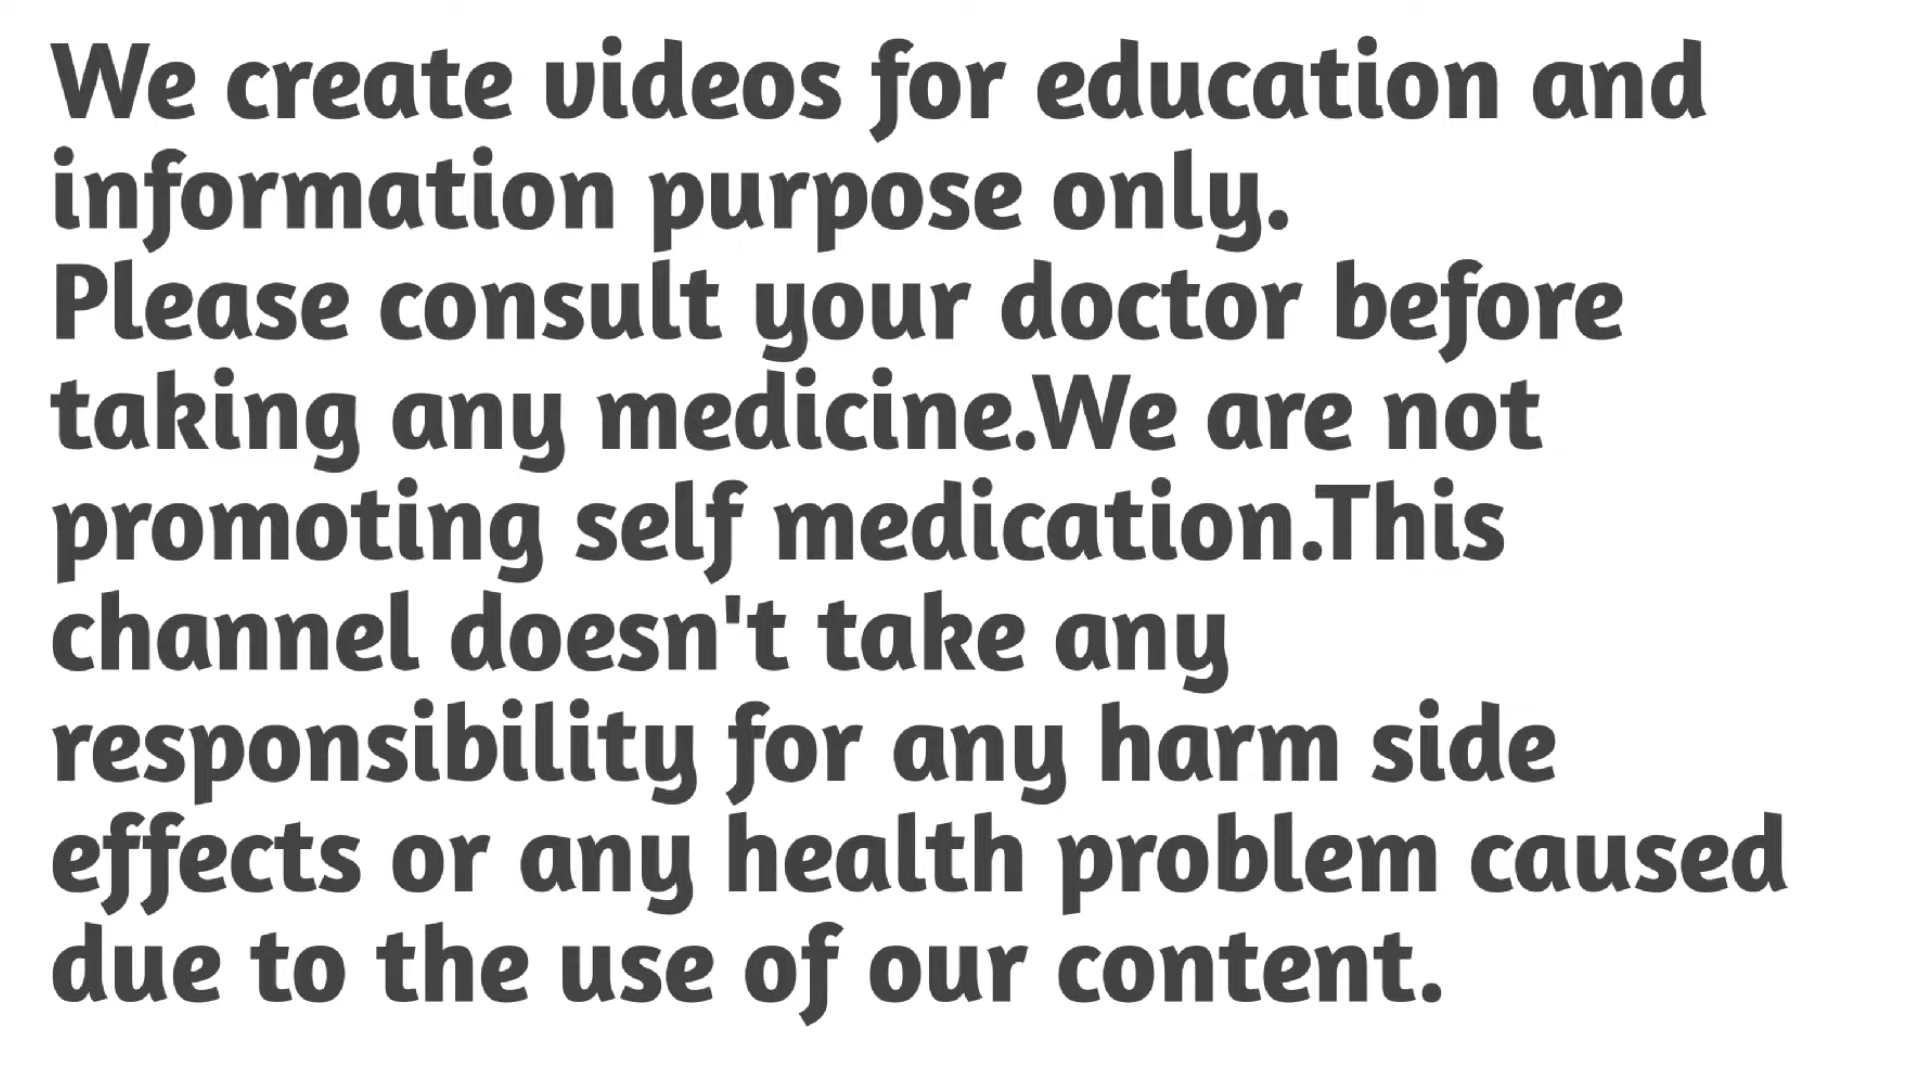 We create videos for education and
information purpose only.
Please consult your doctor before
taking any medicine.We are not
promoting self medication.This
channel doesn't take any
responsibility for any harm side
effects or any health problem caused
due to the use of our content.